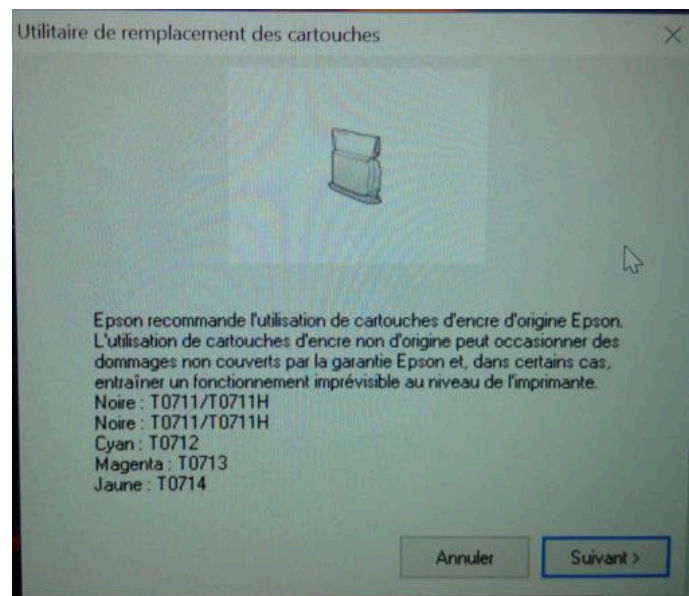 Utilitaire de remplacement des cartouches
Epson recommande l'utilisation de cartouches d'encre d'origine Epson.
L'utilisation de cartouches d'encre non d'origine peut occasionner des
dommages non couverts par la garantie Epson et, dans certains cas,
entraîner un fonctionnement imprévisible au niveau de l'imprimante.
Noire : T0711/T0711H
Noire : T0711/T0711H
Cyan : T0712
Magenta : T0713
Jaune : T0714
Annuler
Suivant >